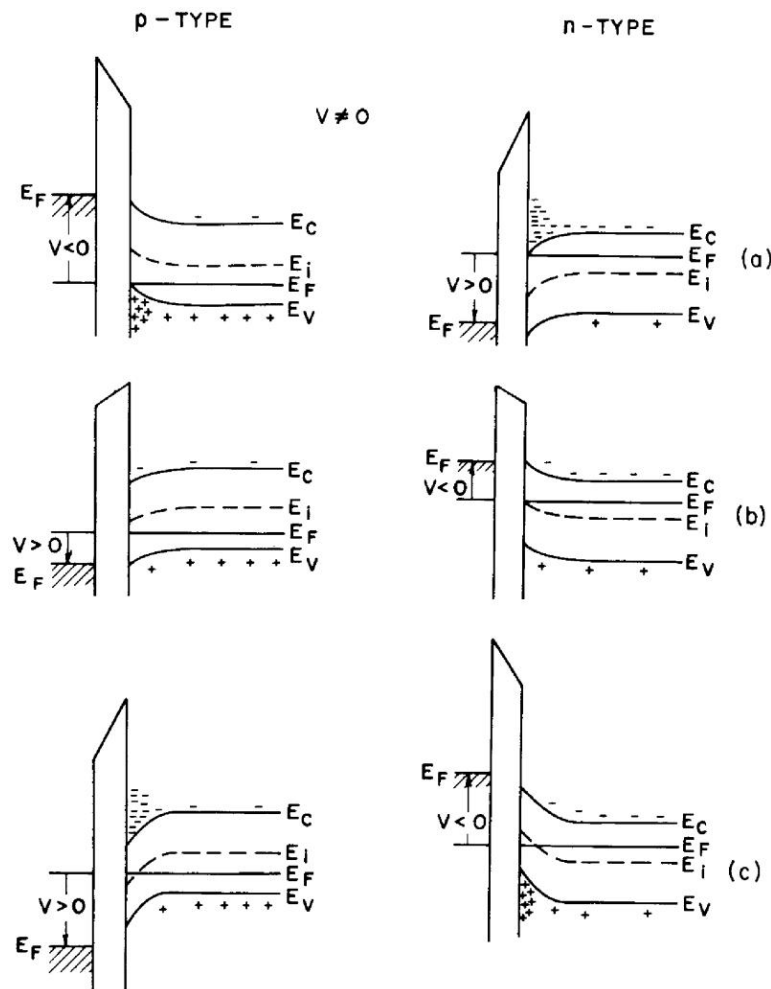 p - TYPE
n - TYPE
V ≠ 0
E_F
V<0
E_C
E_i
E_F
E_V
+ + + + + +
E_C
E_F
E_i
E_V
V>0
E_F
(a)
E_C
E_i
E_F
E_V
V>0
E_F
E_F
V<0
E_C
E_F
E_i
E_V
(b)
E_C
E_i
E_F
E_V
V>0
E_F
E_F
V<0
E_C
E_F
E_i
E_V
(c)